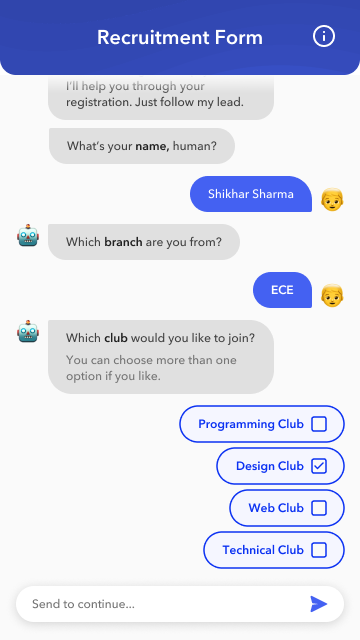 Recruitment Form
I'll help you through your
registration. Just follow my lead.
What's your name, human?
Shikhar Sharma
Which branch are you from?
ECE
Which club would you like to join?
You can choose more than one
option if you like.
Programming Club
Design Club
Web Club
Technical Club
Send to continue...